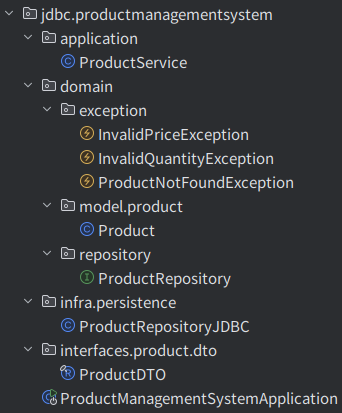 jdbc.productmanagementsystem
application
ProductService
domain
exception
InvalidPriceException
InvalidQuantityException
ProductNotFoundException
model.product
Product
repository
ProductRepository
infra.persistence
ProductRepositoryJDBC
interfaces.product.dto
ProductDTO
ProductManagementSystemApplication